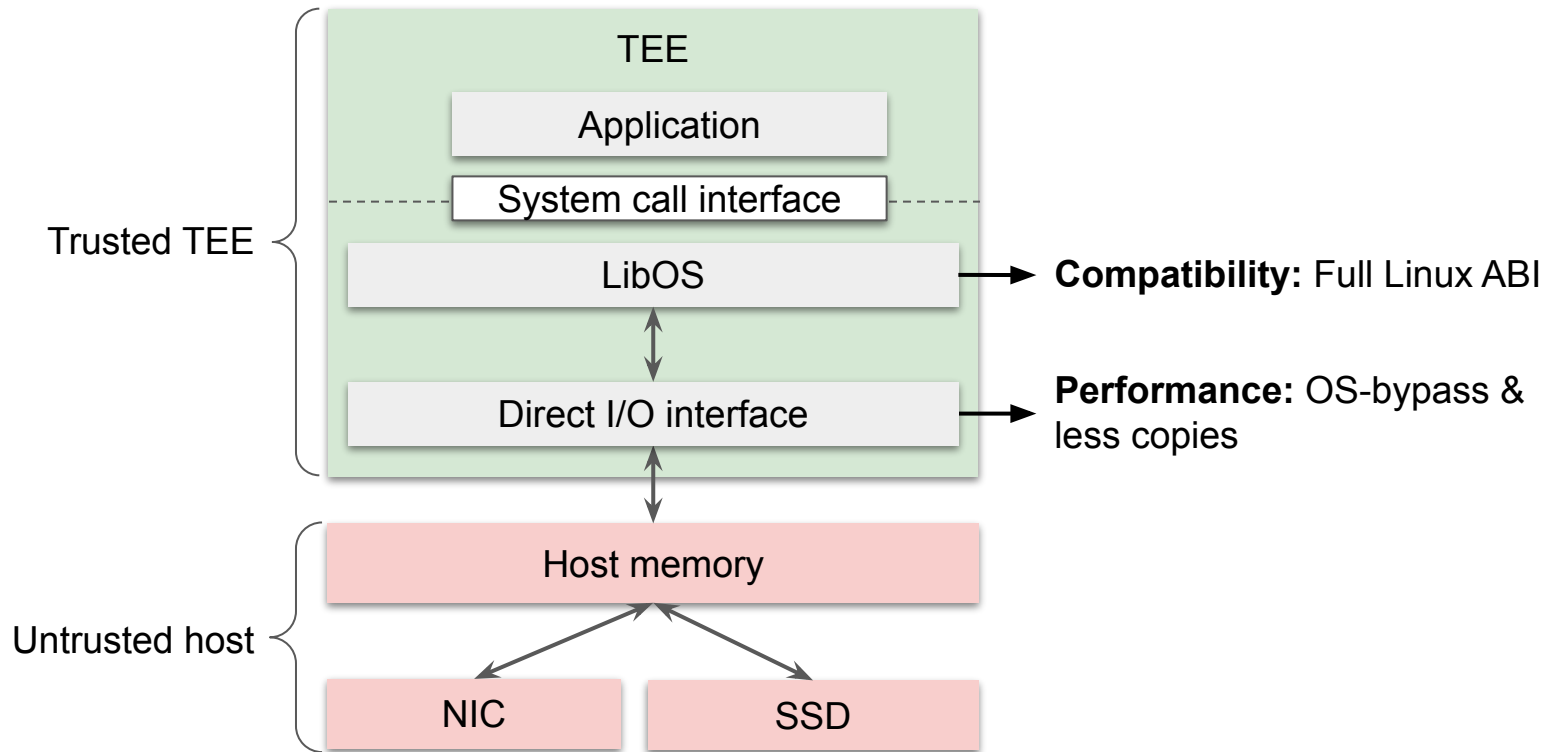 TEE
Application
System call interface
Trusted TEE
LibOS
Compatibility: Full Linux ABI
Direct I/O interface
Performance: OS-bypass &
less copies
Host memory
Untrusted host
NIC
SSD